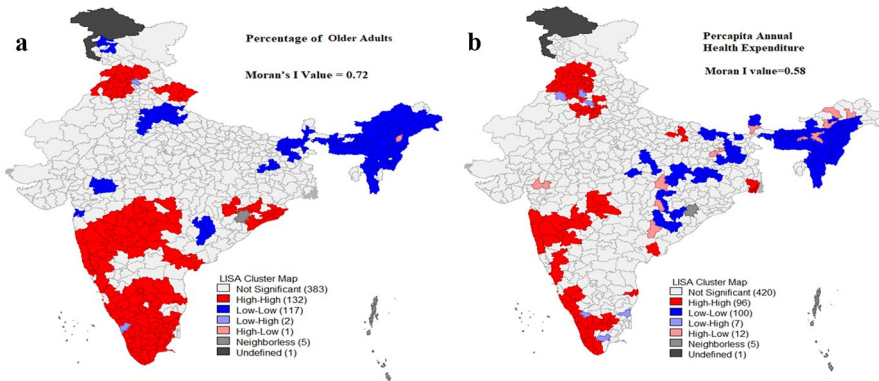 a
Percentage of Older Adults
Moran's I Value = 0.72
LISA Cluster Map
Not Significant (383)
High-High (132)
Low-Low (117)
Low-High (2)
High-Low (1)
Neighborless (5)
Undefined (1)
b
Percapita Annual
Health Expenditure
Moran I value=0.58
LISA Cluster Map
Not Significant (420)
High-High (96)
Low-Low (100)
Low-High (7)
High-Low (12)
Neighborless (5)
Undefined (1)